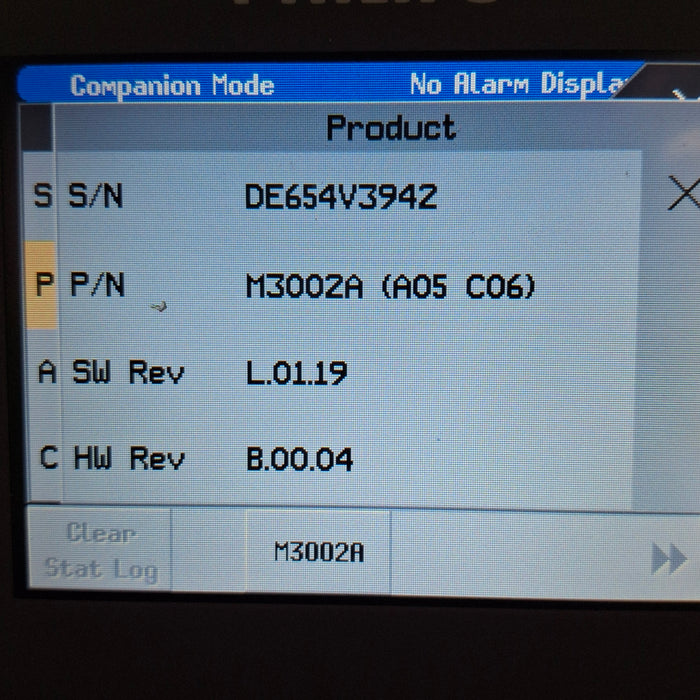 Companion Mode No Alarm Displa
Product
S S/N DE654V3942
P P/N M3002A (A05 C06)
A SW Rev L.01.19
C HW Rev B.00.04
Clear
Stat Log
M3002A